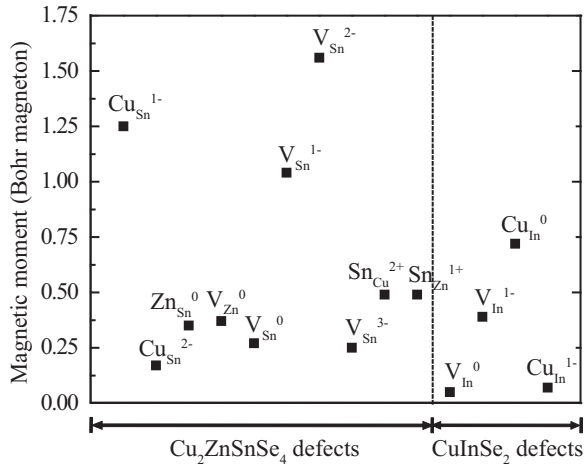 Magnetic moment (Bohr magneton)
1.75
1.50
1.25
1.00
0.75
0.50
0.25
0.00
V_Sn^2-
Cu_Sn^1-
V_Sn^1-
Cu_In^0
Sn_Cu^2+
Sn_Zn^1+
Zn_Sn^0
V_Zn^0
V_In^1-
V_Sn^0
V_Sn^3-
Cu_Sn^2-
V_In^0
Cu_In^1-
Cu₂ZnSnSe₄ defects
CuInSe₂ defects